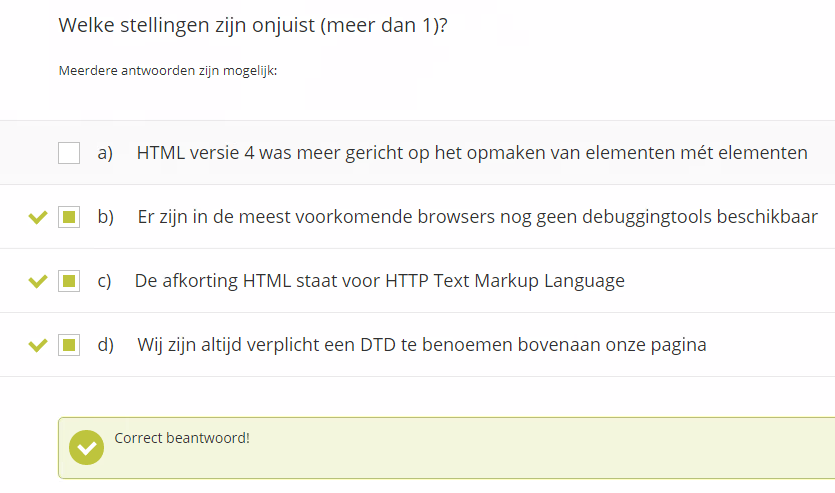 Welke stellingen zijn onjuist (meer dan 1)?
Meerdere antwoorden zijn mogelijk:
a) HTML versie 4 was meer gericht op het opmaken van elementen mét elementen
b) Er zijn in de meest voorkomende browsers nog geen debuggingtools beschikbaar
c) De afkorting HTML staat voor HTTP Text Markup Language
d) Wij zijn altijd verplicht een DTD te benoemen bovenaan onze pagina
Correct beantwoord!